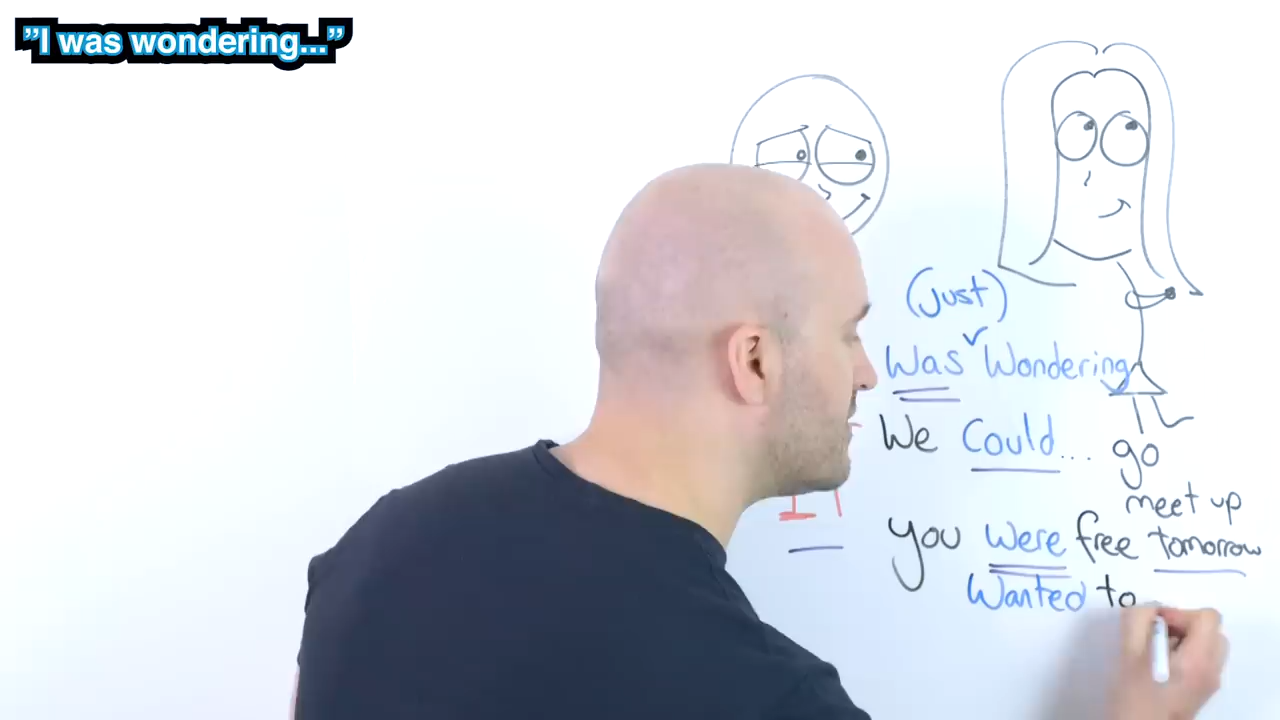 ”I was wondering...”
(just)
Was Wondering
We Could... go
meet up
you were free tomorrow
Wanted to